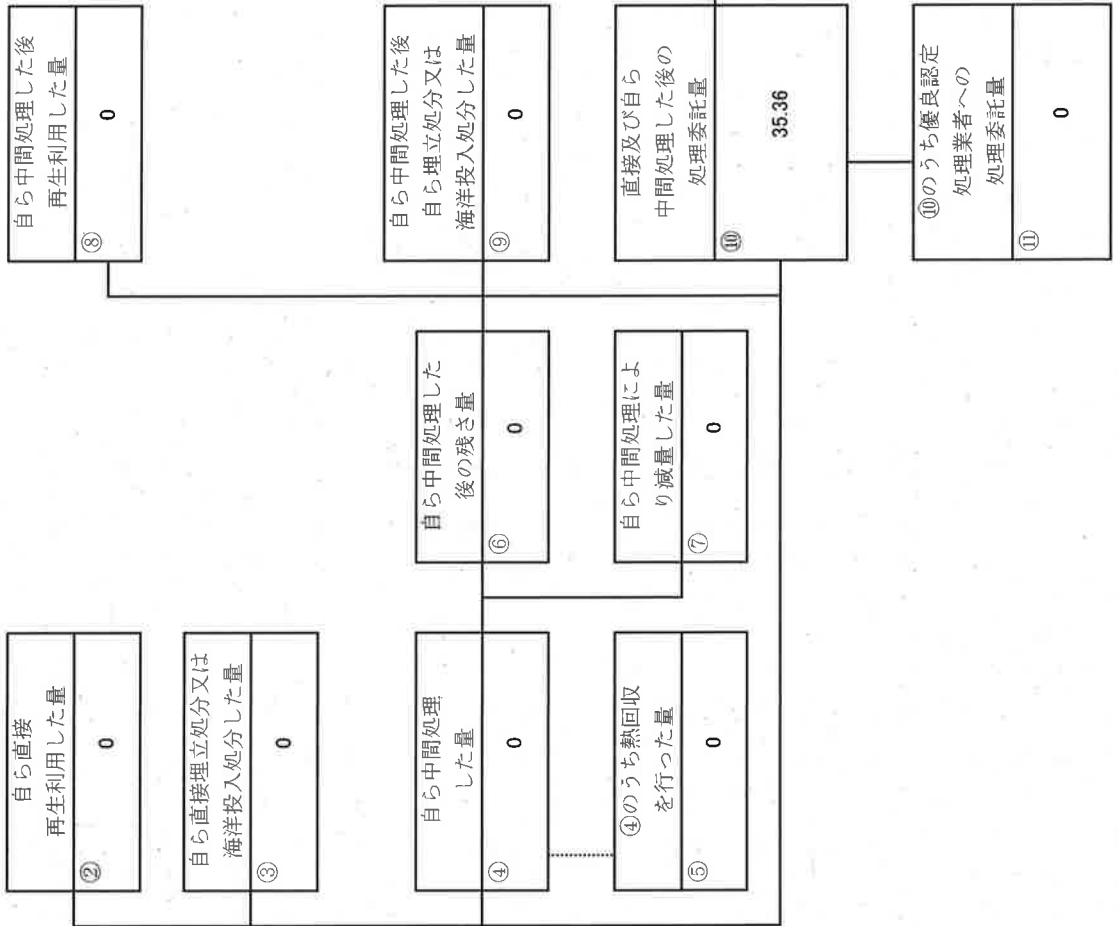 自ら直接
再生利用した量
②
0
自ら直接埋立処分又は
海洋投入処分した量
③
0
自ら中間処理
した量
④
0
④のうち熱回収
を行った量
⑤
0
自ら中間処理した
後の残さ量
⑥
0
自ら中間処理によ
り減量した量
⑦
0
自ら中間処理した後
再生利用した量
⑧
0
自ら中間処理した後
自ら埋立処分又は
海洋投入処分した量
⑨
0
直接及び自ら
中間処理した後の
処理委託量
⑩
35.36
⑩のうち優良認定
処理業者への
処理委託量
⑪
0